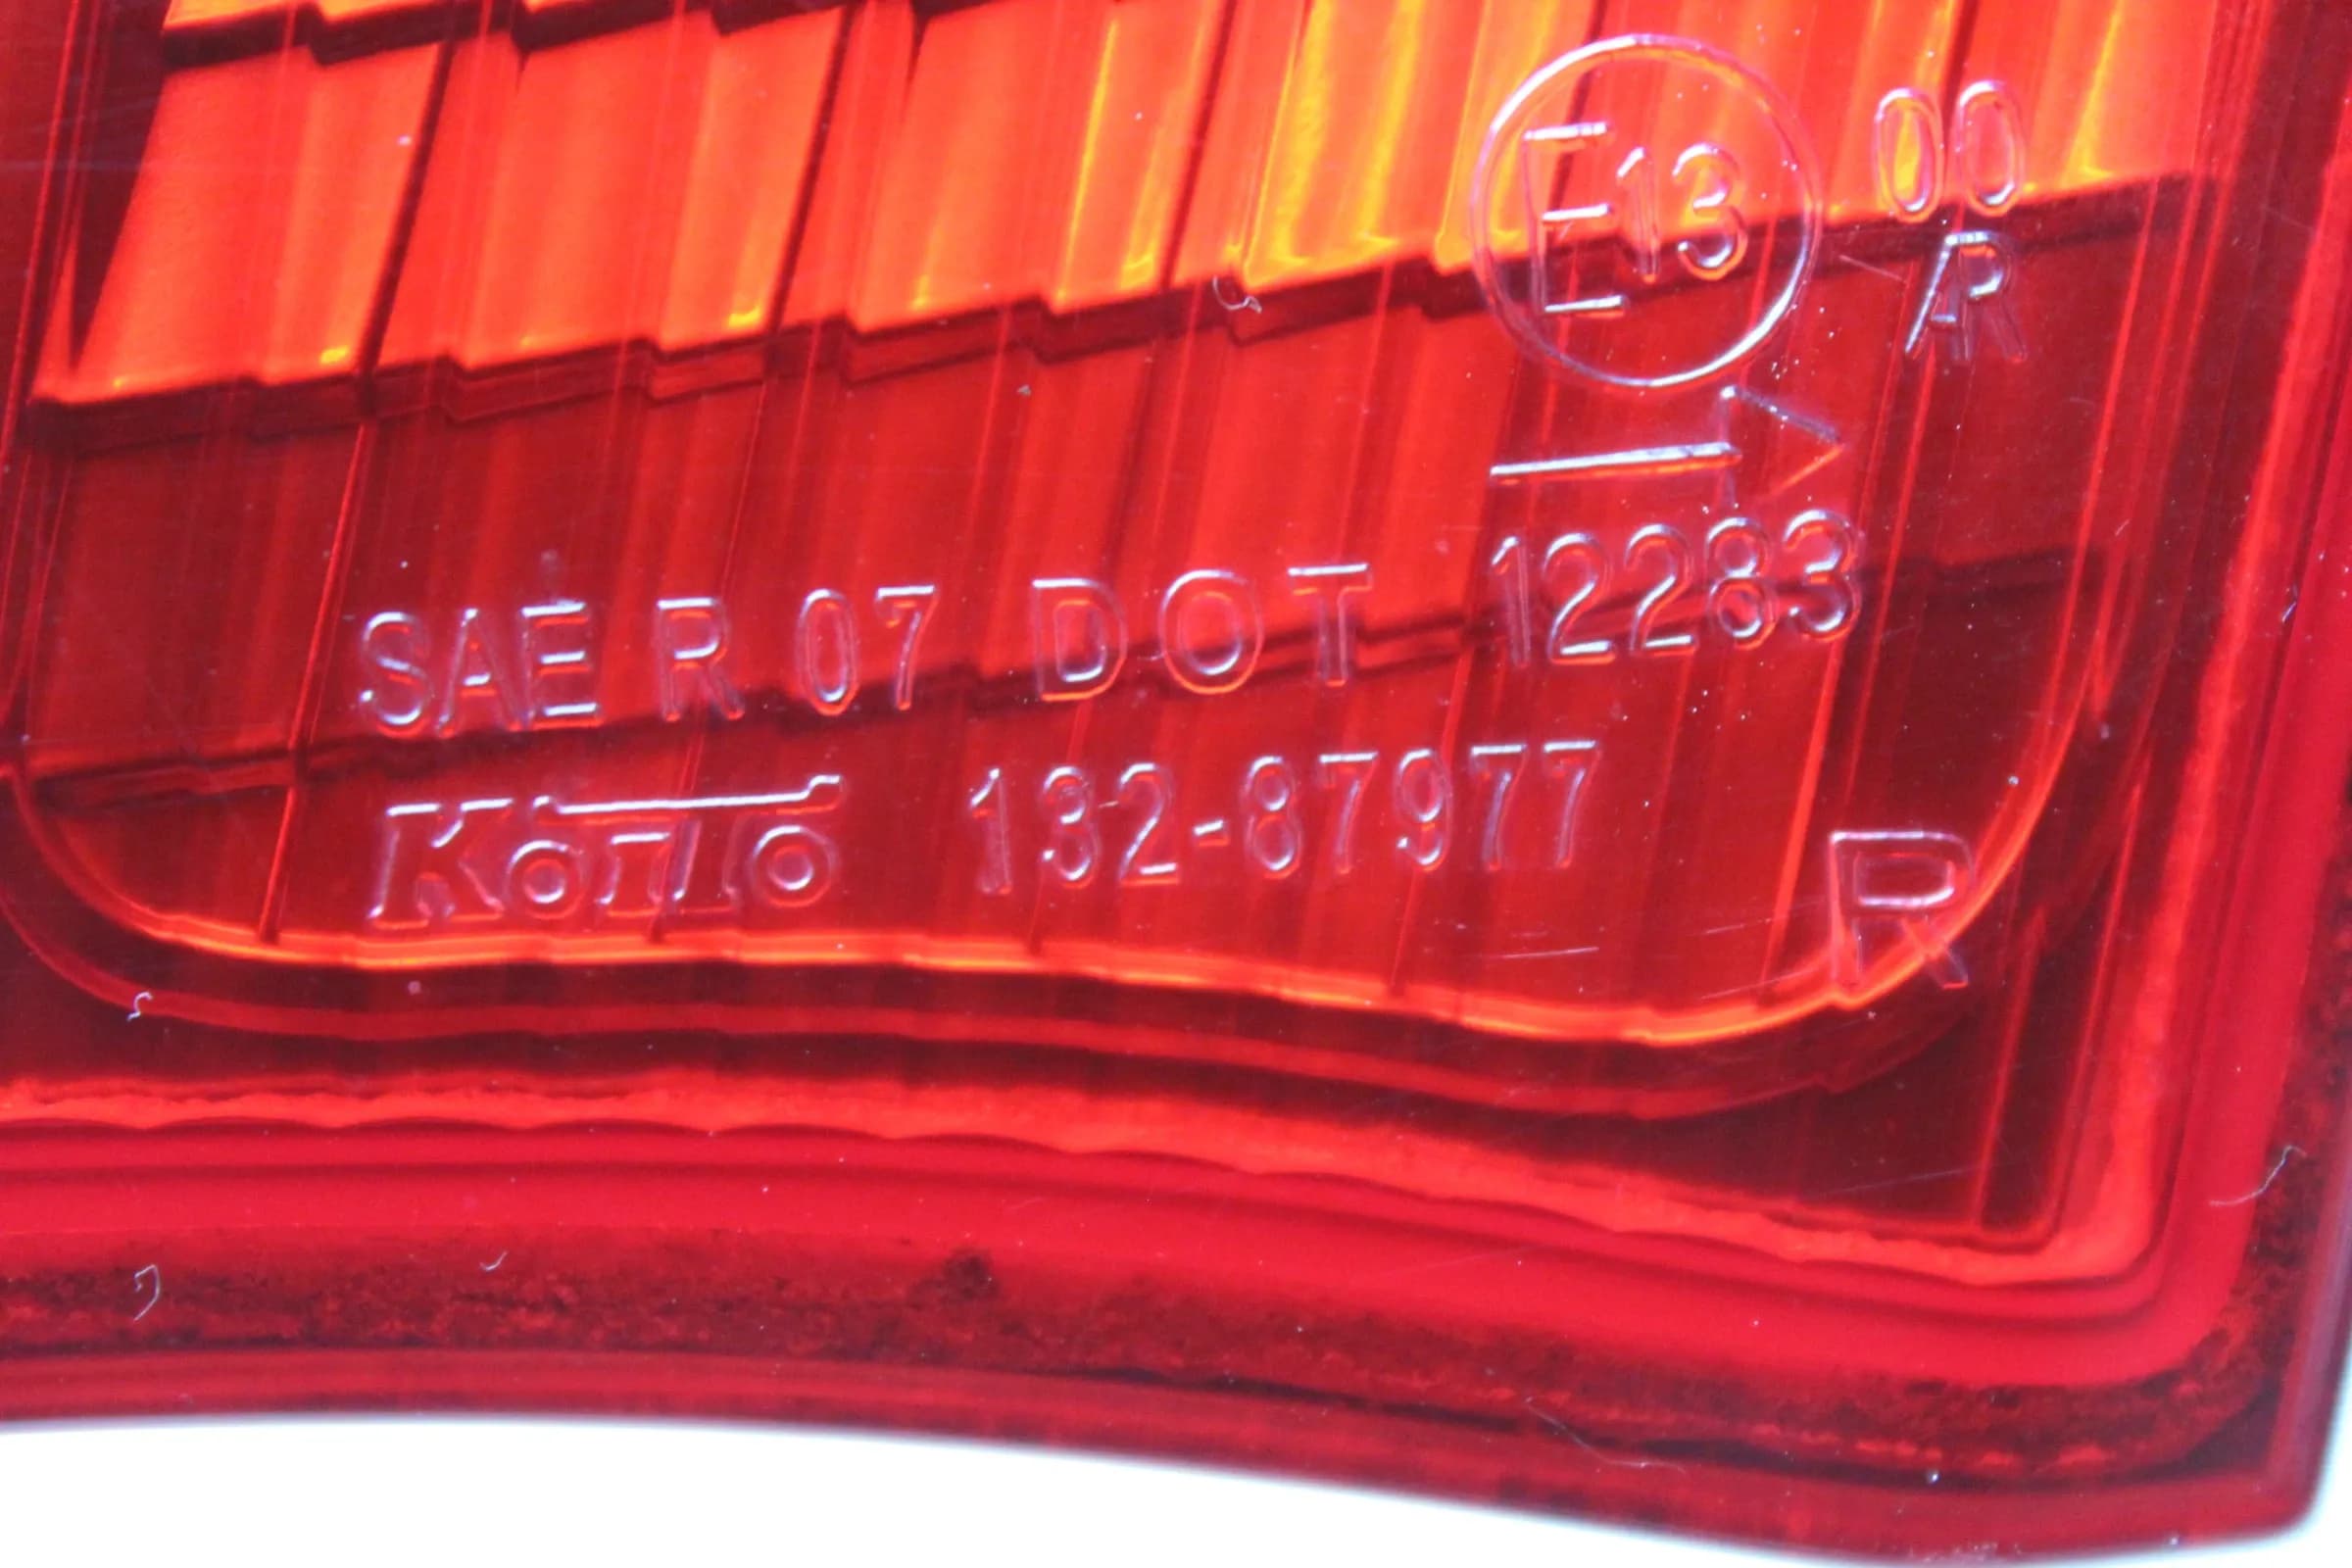 E13 00
AR
SAE R 07 DOT 12283
Koito 132-87977
R